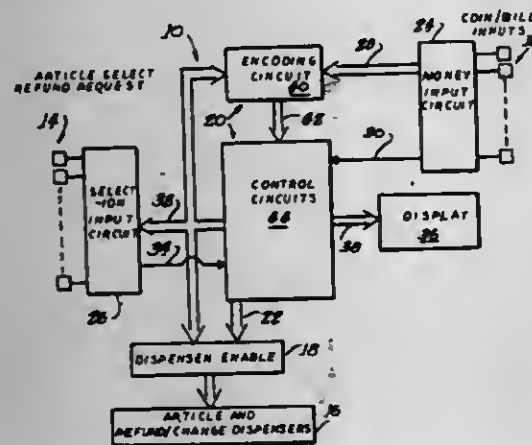 10
ENCODING
CIRCUIT
40
28
24
COIN/BILL
INPUTS
MONEY
INPUT
CIRCUIT
ARTICLE SELECT
REFUND REQUEST
20
42
14
30
SELECT
-ION
INPUT
CIRCUIT
CONTROL
CIRCUITS
44
DISPLAY
36
38
34
26
22
DISPENSER ENABLE
18
ARTICLE AND
REFUND/CHANGE DISPENSERS
16